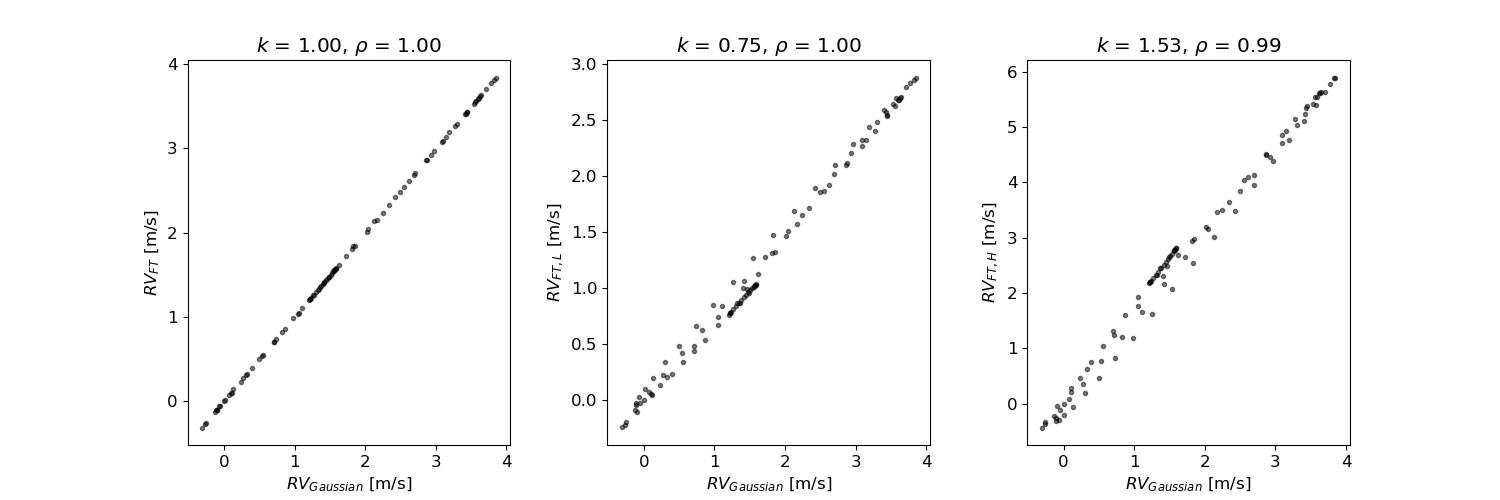 k = 1.00, ρ = 1.00
4
3
2
1
0
RV_FT [m/s]
0 1 2 3 4
RV_Gaussian [m/s]
k = 0.75, ρ = 1.00
3.0
2.5
2.0
1.5
1.0
0.5
0.0
RV_FT,L [m/s]
0 1 2 3 4
RV_Gaussian [m/s]
k = 1.53, ρ = 0.99
6
5
4
3
2
1
0
RV_FT,H [m/s]
0 1 2 3 4
RV_Gaussian [m/s]